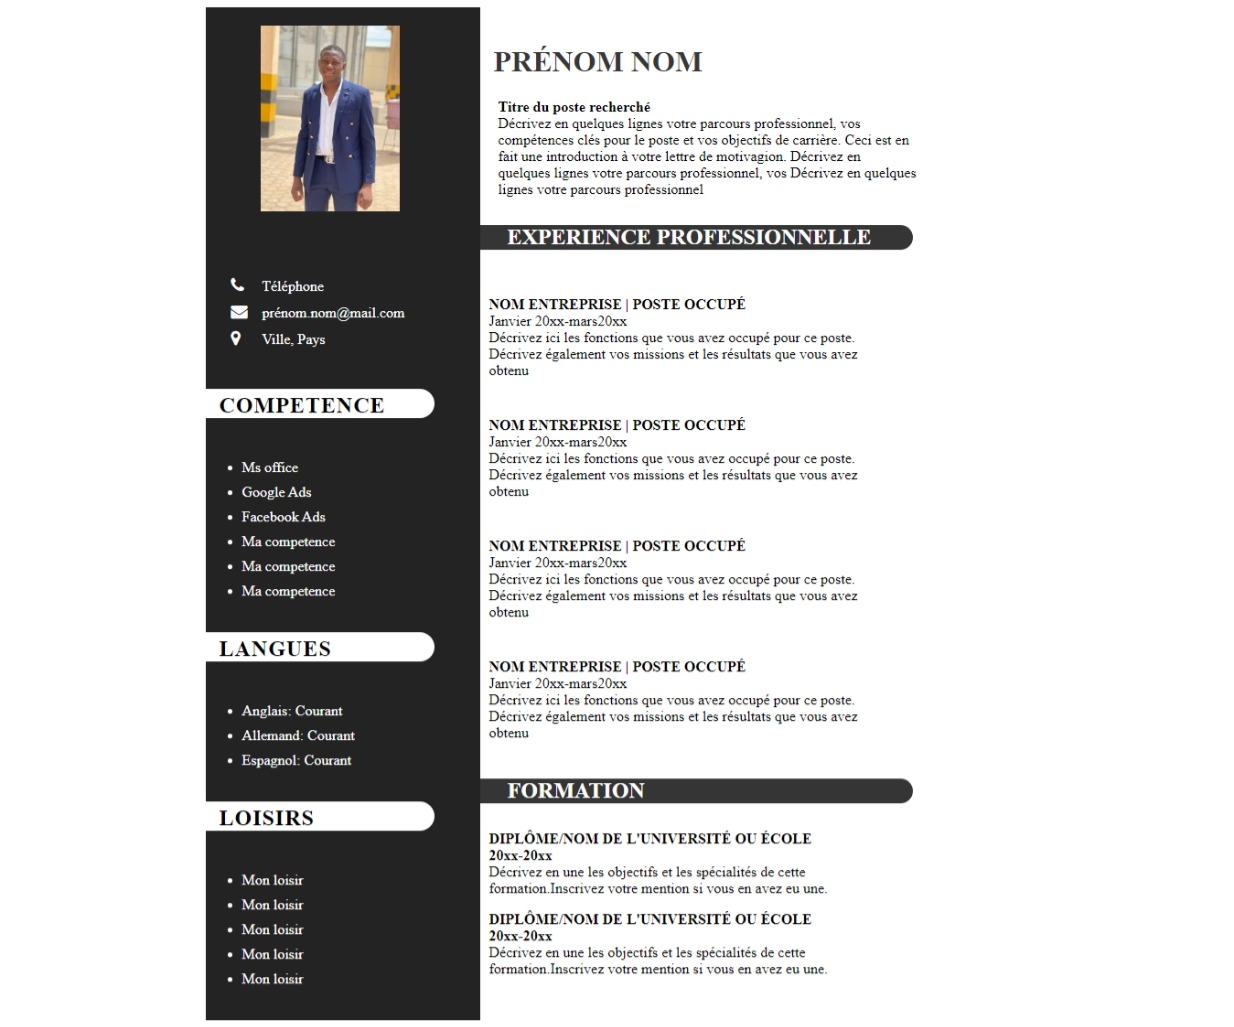 Téléphone
prénom.nom@mail.com
Ville, Pays
COMPETENCE
Ms office
Google Ads
Facebook Ads
Ma competence
Ma competence
Ma competence
LANGUES
Anglais: Courant
Allemand: Courant
Espagnol: Courant
LOISIRS
Mon loisir
Mon loisir
Mon loisir
Mon loisir
Mon loisir
PRÉNOM NOM
Titre du poste recherché
Décrivez en quelques lignes votre parcours professionnel, vos
compétences clés pour le poste et vos objectifs de carrière. Ceci est en
fait une introduction à votre lettre de motivagion. Décrivez en
quelques lignes votre parcours professionnel, vos Décrivez en quelques
lignes votre parcours professionnel
EXPERIENCE PROFESSIONNELLE
NOM ENTREPRISE | POSTE OCCUPÉ
Janvier 20xx-mars20xx
Décrivez ici les fonctions que vous avez occupé pour ce poste.
Décrivez également vos missions et les résultats que vous avez
obtenu
NOM ENTREPRISE | POSTE OCCUPÉ
Janvier 20xx-mars20xx
Décrivez ici les fonctions que vous avez occupé pour ce poste.
Décrivez également vos missions et les résultats que vous avez
obtenu
NOM ENTREPRISE | POSTE OCCUPÉ
Janvier 20xx-mars20xx
Décrivez ici les fonctions que vous avez occupé pour ce poste.
Décrivez également vos missions et les résultats que vous avez
obtenu
NOM ENTREPRISE | POSTE OCCUPÉ
Janvier 20xx-mars20xx
Décrivez ici les fonctions que vous avez occupé pour ce poste.
Décrivez également vos missions et les résultats que vous avez
obtenu
FORMATION
DIPLÔME/NOM DE L'UNIVERSITÉ OU ÉCOLE
20xx-20xx
Décrivez en une les objectifs et les spécialités de cette
formation.Inscrivez votre mention si vous en avez eu une.
DIPLÔME/NOM DE L'UNIVERSITÉ OU ÉCOLE
20xx-20xx
Décrivez en une les objectifs et les spécialités de cette
formation.Inscrivez votre mention si vous en avez eu une.